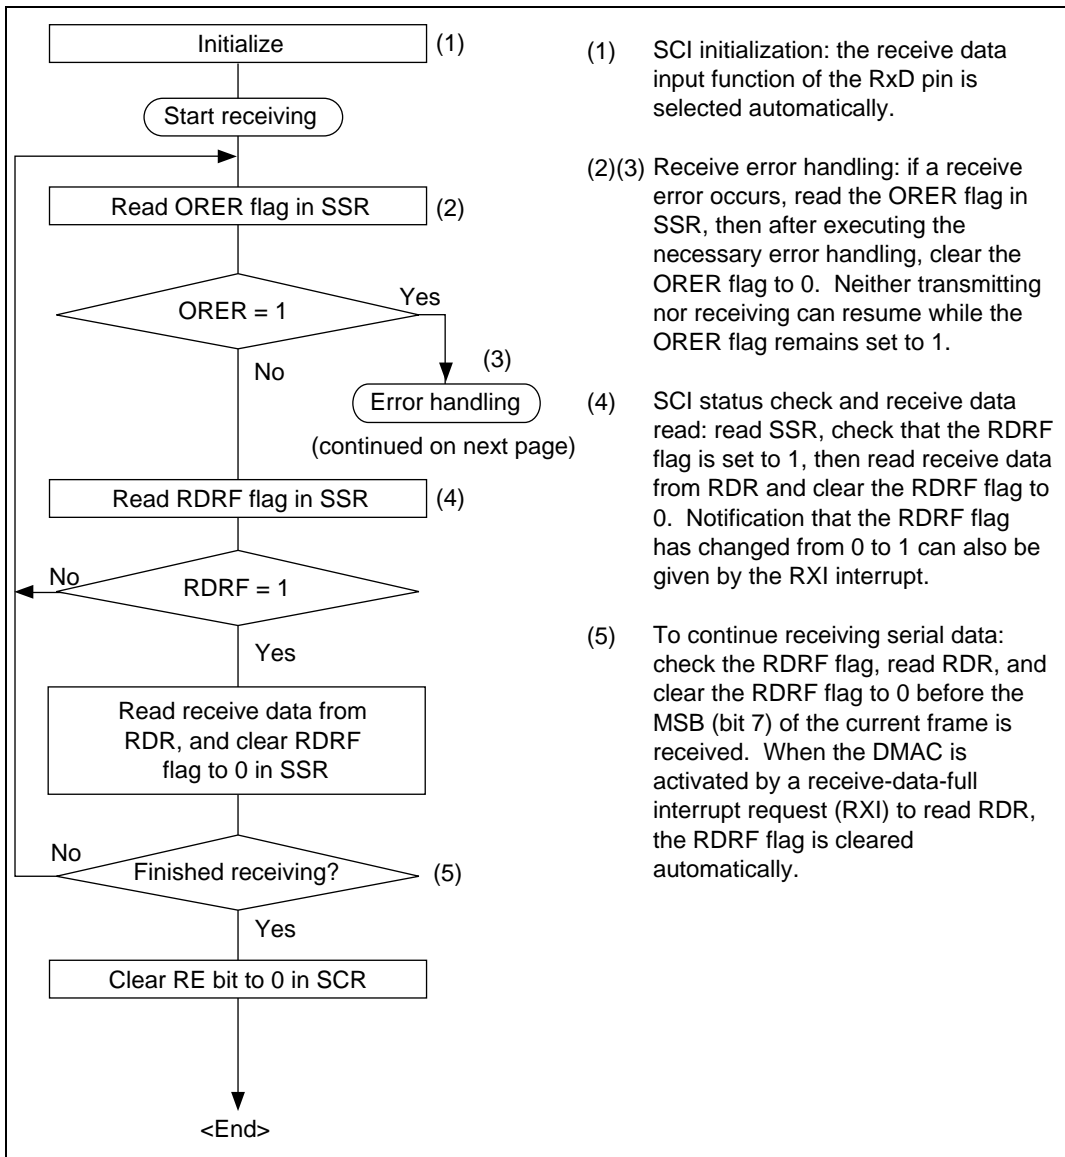 Initialize
(1)
Start receiving
Read ORER flag in SSR
(2)
ORER = 1
Yes
No
(3)
Error handling
(continued on next page)
Read RDRF flag in SSR
(4)
No
RDRF = 1
Yes
Read receive data from
RDR, and clear RDRF
flag to 0 in SSR
No
Finished receiving?
(5)
Yes
Clear RE bit to 0 in SCR
<End>
(1) SCI initialization: the receive data
input function of the RxD pin is
selected automatically.
(2)(3) Receive error handling: if a receive
error occurs, read the ORER flag in
SSR, then after executing the
necessary error handling, clear the
ORER flag to 0. Neither transmitting
nor receiving can resume while the
ORER flag remains set to 1.
(4) SCI status check and receive data
read: read SSR, check that the RDRF
flag is set to 1, then read receive data
from RDR and clear the RDRF flag to
0. Notification that the RDRF flag
has changed from 0 to 1 can also be
given by the RXI interrupt.
(5) To continue receiving serial data:
check the RDRF flag, read RDR, and
clear the RDRF flag to 0 before the
MSB (bit 7) of the current frame is
received. When the DMAC is
activated by a receive-data-full
interrupt request (RXI) to read RDR,
the RDRF flag is cleared
automatically.